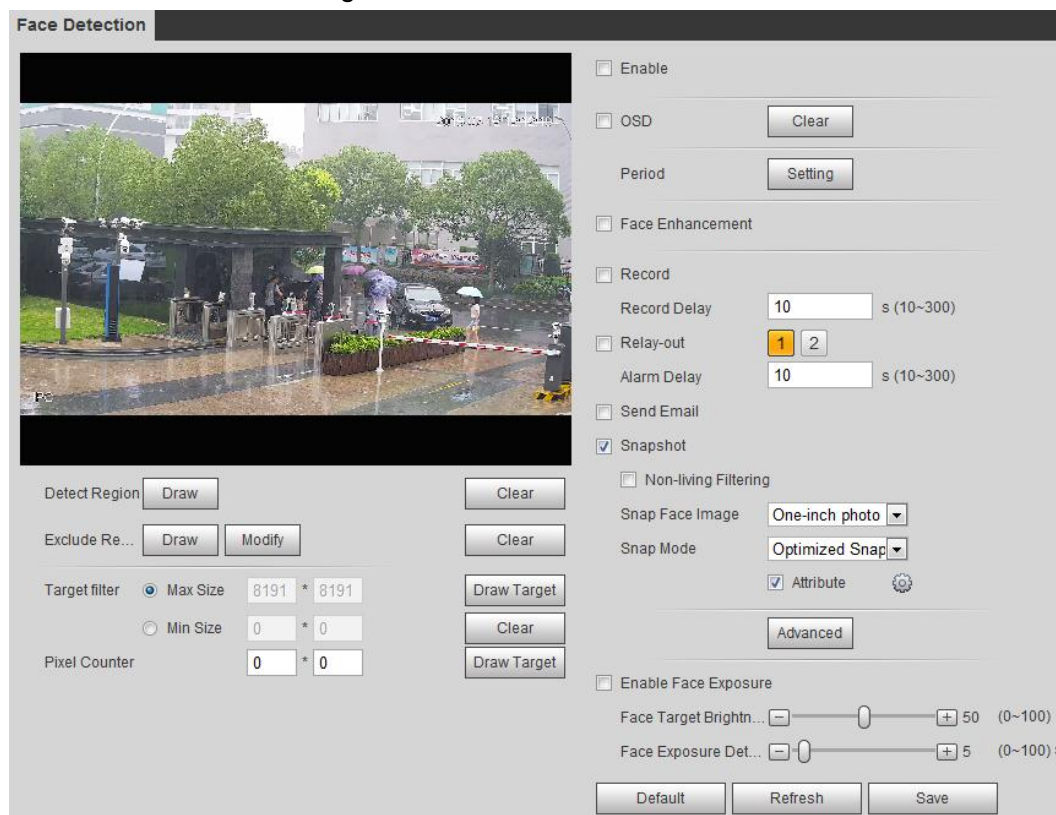 Face Detection
Enable
OSD Clear
Period Setting
Face Enhancement
Record
Record Delay 10 s (10~300)
Relay-out 1 2
Alarm Delay 10 s (10~300)
Send Email
Snapshot
Non-living Filtering
Snap Face Image One-inch photo
Snap Mode Optimized Snap
Attribute
Advanced
Enable Face Exposure
Face Target Brightn... 50 (0~100)
Face Exposure Det... 5 (0~100)
Default Refresh Save
PC
Detect Region Draw Clear
Exclude Re... Draw Modify Clear
Target filter Max Size 8191 * 8191 Draw Target
Min Size 0 * 0 Clear
Pixel Counter 0 * 0 Draw Target